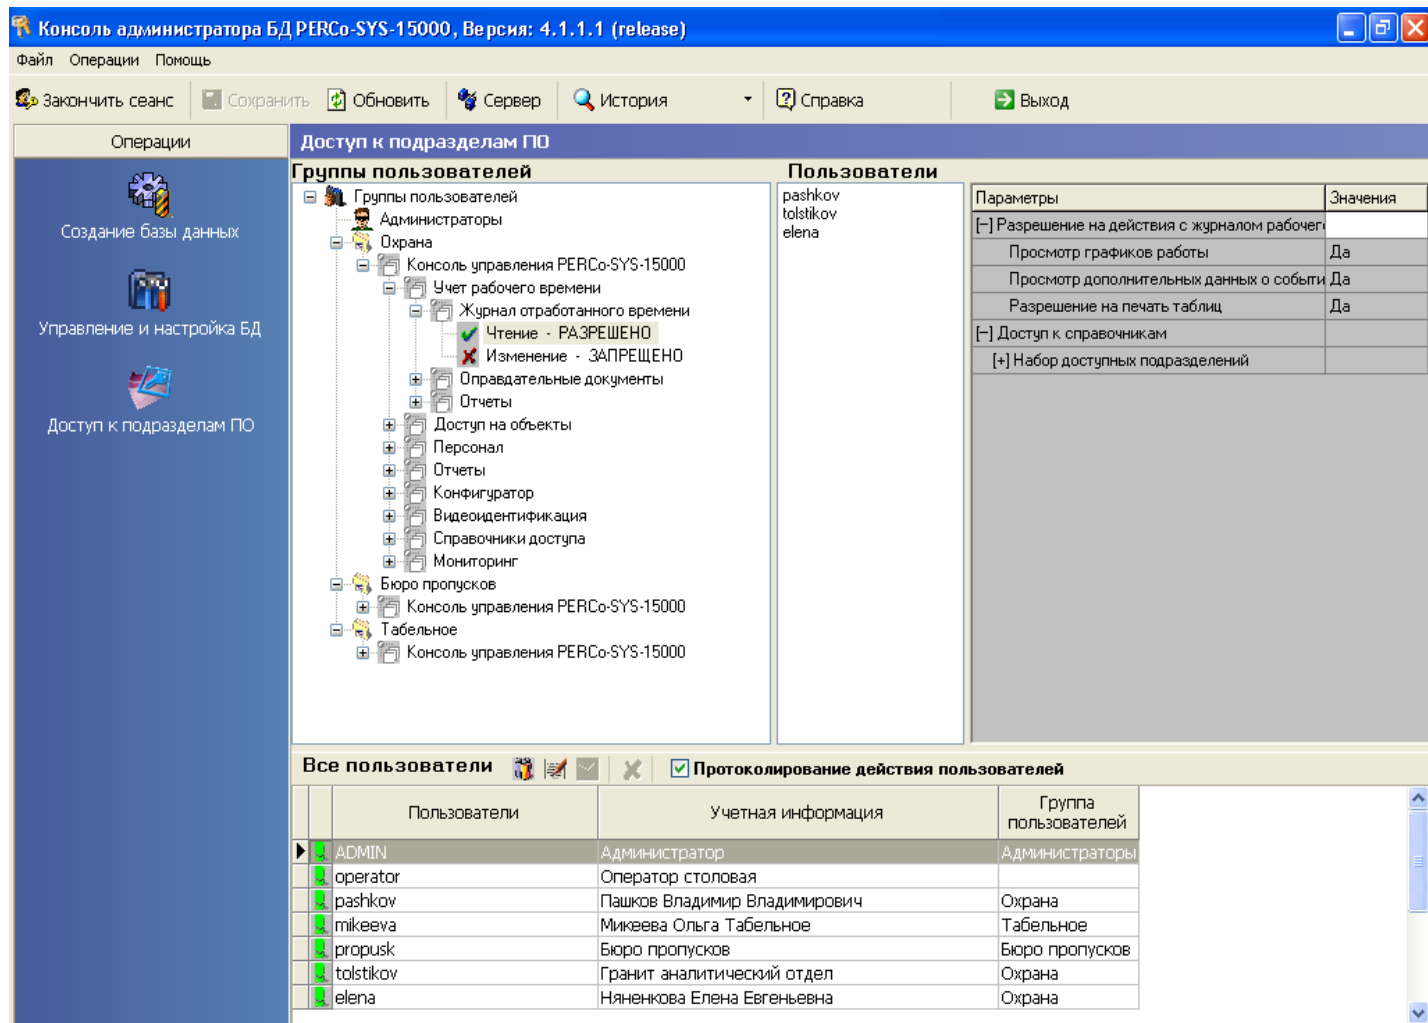 Консоль администратора БД PERCo-SYS-15000, Версия: 4.1.1.1 (release)
Файл Операции Помощь
Закончить сеанс Сохранить Обновить Сервер История Справка Выход
Операции
Создание базы данных
Управление и настройка БД
Доступ к подразделам ПО
Доступ к подразделам ПО
Группы пользователей
Группы пользователей
Администраторы
Охрана
Консоль управления PERCo-SYS-15000
Учет рабочего времени
Журнал отработанного времени
Чтение - РАЗРЕШЕНО
Изменение - ЗАПРЕЩЕНО
Оправдательные документы
Отчеты
Доступ на объекты
Персонал
Отчеты
Конфигуратор
Видеоидентификация
Справочники доступа
Мониторинг
Бюро пропусков
Консоль управления PERCo-SYS-15000
Табельное
Консоль управления PERCo-SYS-15000
Пользователи
pashkov
tolstikov
elena
Параметры Значения
[−] Разрешение на действия с журналом рабочег
Просмотр графиков работы Да
Просмотр дополнительных данных о событи Да
Разрешение на печать таблиц Да
[−] Доступ к справочникам
[+] Набор доступных подразделений
Все пользователи Протоколирование действия пользователей
Пользователи Учетная информация Группа пользователей
ADMIN Администратор Администраторы
operator Оператор столовая
pashkov Пашков Владимир Владимирович Охрана
mikeeva Микеева Ольга Табельное Табельное
propusk Бюро пропусков Бюро пропусков
tolstikov Гранит аналитический отдел Охрана
elena Няненкова Елена Евгеньевна Охрана